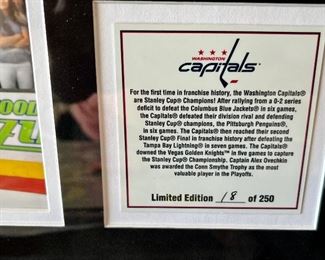 WASHINGTON
capitals
For the first time in franchise history, the Washington Capitals®
are Stanley Cup® Champions! After rallying from a 0-2 series
deficit to defeat the Columbus Blue Jackets® in six games,
the Capitals® defeated their division rival and defending
Stanley Cup® champions, the Pittsburgh Penguins®,
in six games. The Capitals® then reached their second
Stanley Cup® Final in franchise history after defeating the
Tampa Bay Lightning® in seven games. The Capitals®
downed the Vegas Golden Knights™ in five games to capture
the Stanley Cup® Championship. Captain Alex Ovechkin
was awarded the Conn Smythe Trophy as the most
valuable player in the Playoffs.
Limited Edition 18 of 250